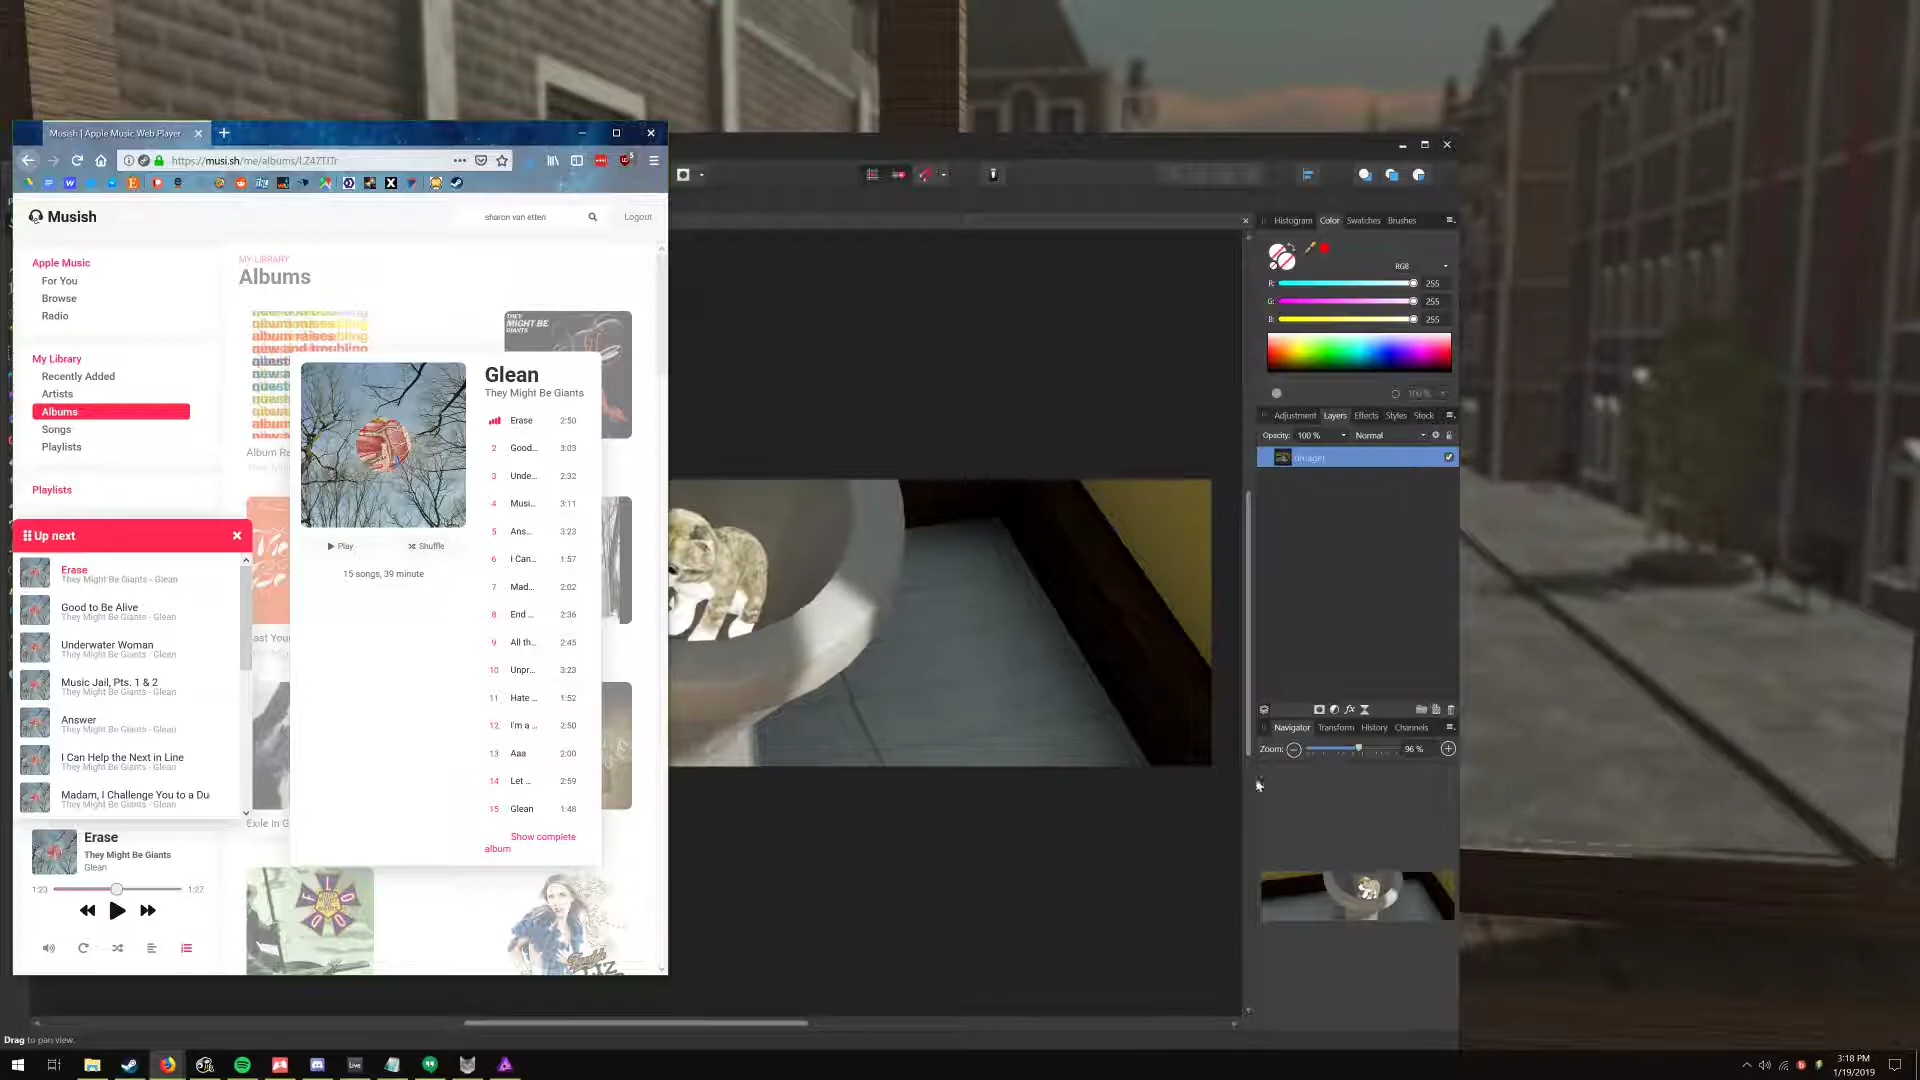 Musish | Apple Music Web Player
https://musi.sh/me/albums/l.Z47TJTr
Musish
sharon van etten
Logout
Apple Music
For You
Browse
Radio
My Library
Recently Added
Artists
Albums
Songs
Playlists
Playlists
MY LIBRARY
Albums
THEY
MIGHT BE
GIANTS
Album Ra
Exile In G
Glean
They Might Be Giants
Erase 2:50
2 Good... 3:03
3 Unde... 2:32
4 Musi... 3:11
5 Ans... 3:23
6 I Can... 1:57
7 Mad... 2:02
8 End ... 2:36
9 All th... 2:45
10 Unpr... 3:23
11 Hate ... 1:52
12 I'm a ... 2:50
13 Aaa 2:00
14 Let ... 2:59
15 Glean 1:48
Show complete
album
Play
Shuffle
15 songs, 39 minute
Up next
Erase
They Might Be Giants - Glean
Good to Be Alive
They Might Be Giants - Glean
Underwater Woman
They Might Be Giants - Glean
Music Jail, Pts. 1 & 2
They Might Be Giants - Glean
Answer
They Might Be Giants - Glean
I Can Help the Next in Line
They Might Be Giants - Glean
Madam, I Challenge You to a Du
They Might Be Giants - Glean
Erase
They Might Be Giants
Glean
1:23
1:27
Histogram Color Swatches Brushes
RGB
R: 255
G: 255
B: 255
100 %
Adjustment Layers Effects Styles Stock
Opacity: 100 % Normal
Navigator Transform History Channels
Zoom: 96 %
Drag to pan view.
Live
3:18 PM
1/19/2019